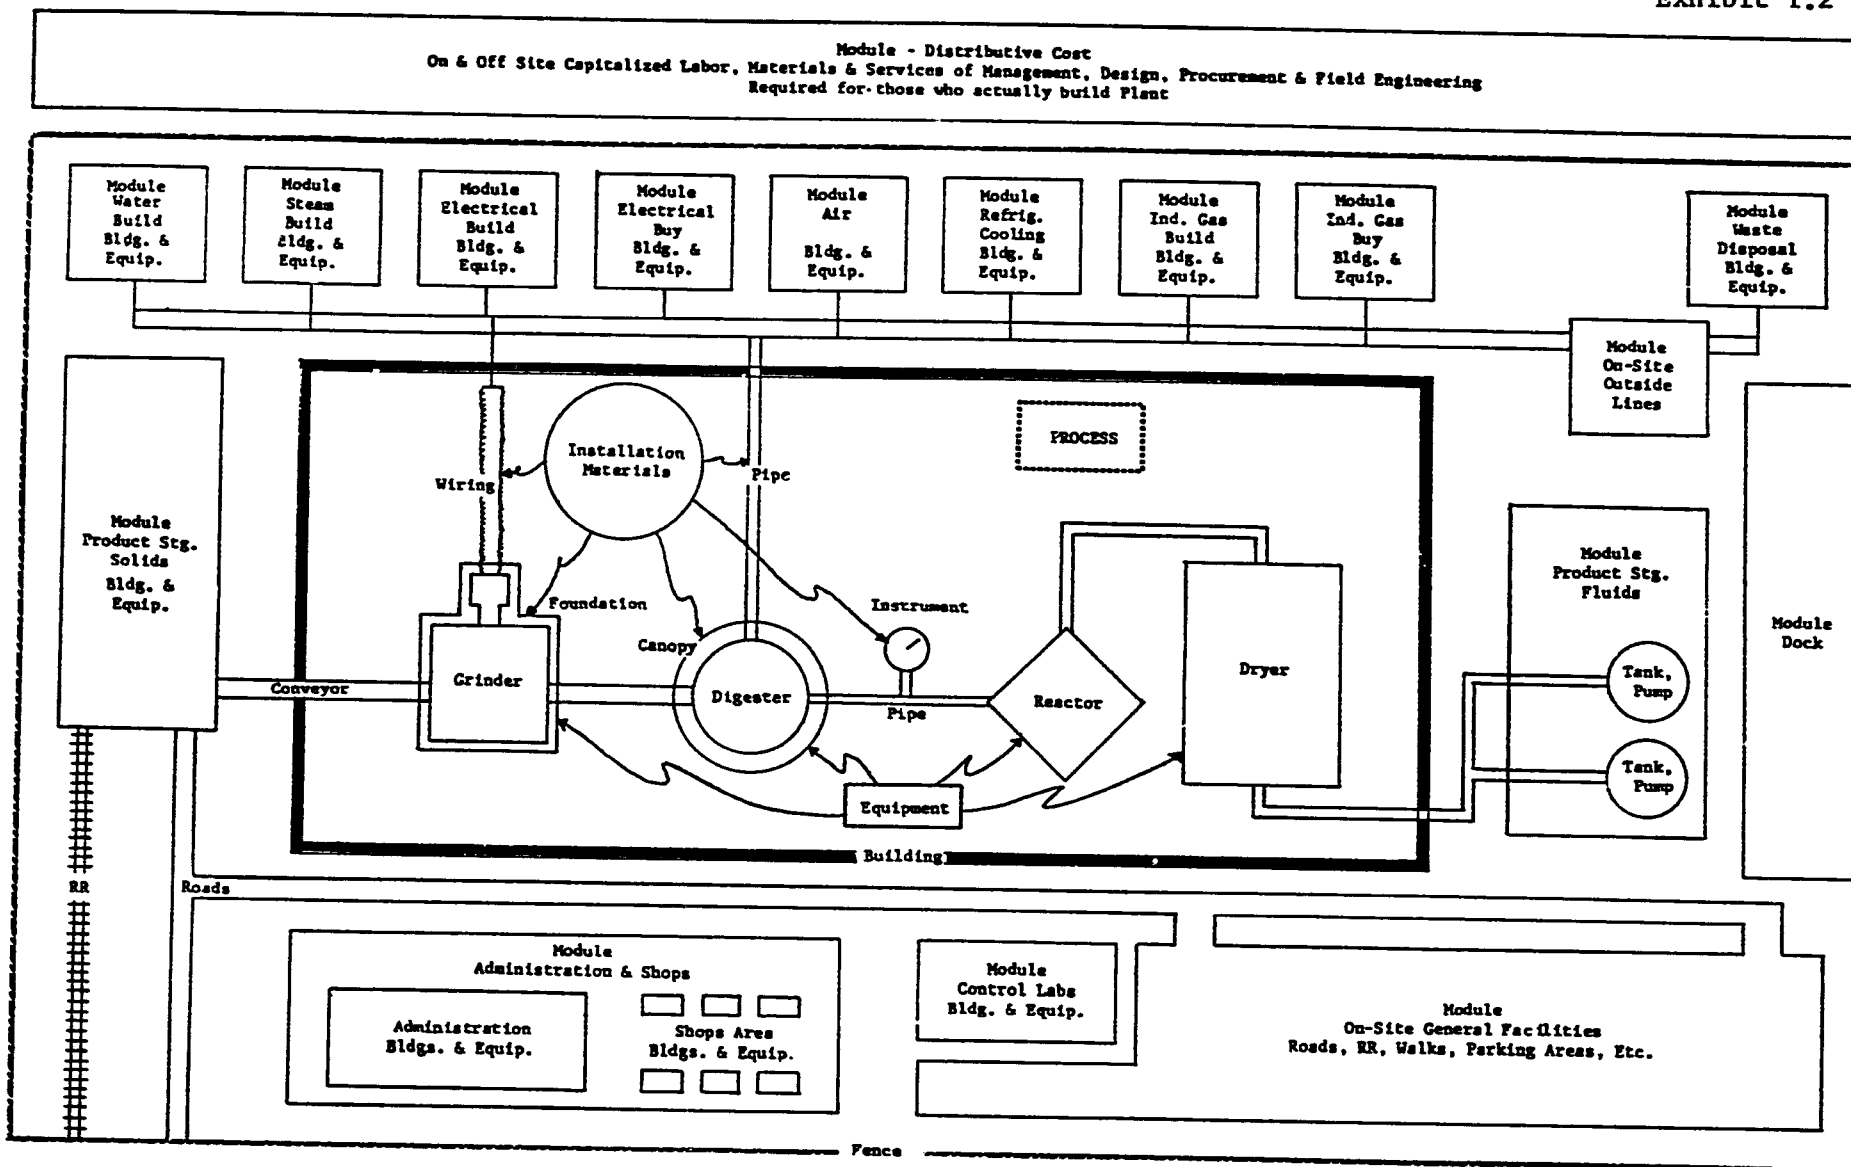 Exhibit 1.2
Module - Distributive Cost
On & Off Site Capitalized Labor, Materials & Services of Management, Design, Procurement & Field Engineering
Required for those who actually build Plant
Module
Water
Build
Bldg. &
Equip.
Module
Steam
Build
Bldg. &
Equip.
Module
Electrical
Build
Bldg. &
Equip.
Module
Electrical
Buy
Bldg. &
Equip.
Module
Air
Bldg. &
Equip.
Module
Refrig.
Cooling
Bldg. &
Equip.
Module
Ind. Gas
Build
Bldg. &
Equip.
Module
Ind. Gas
Buy
Bldg. &
Equip.
Module
Waste
Disposal
Bldg. &
Equip.
Module
On-Site
Outside
Lines
Module
Product Stg.
Solids
Bldg. &
Equip.
Installation
Materials
PROCESS
Wiring
Pipe
Foundation
Canopy
Instrument
Conveyor
Grinder
Digester
Pipe
Reactor
Dryer
Equipment
Building
Module
Product Stg.
Fluids
Tank,
Pump
Tank,
Pump
Module
Dock
RR
Roads
Module
Administration & Shops
Administration
Bldgs. & Equip.
Shops Area
Bldgs. & Equip.
Module
Control Labs
Bldg. & Equip.
Module
On-Site General Facilities
Roads, RR, Walks, Parking Areas, Etc.
Fence